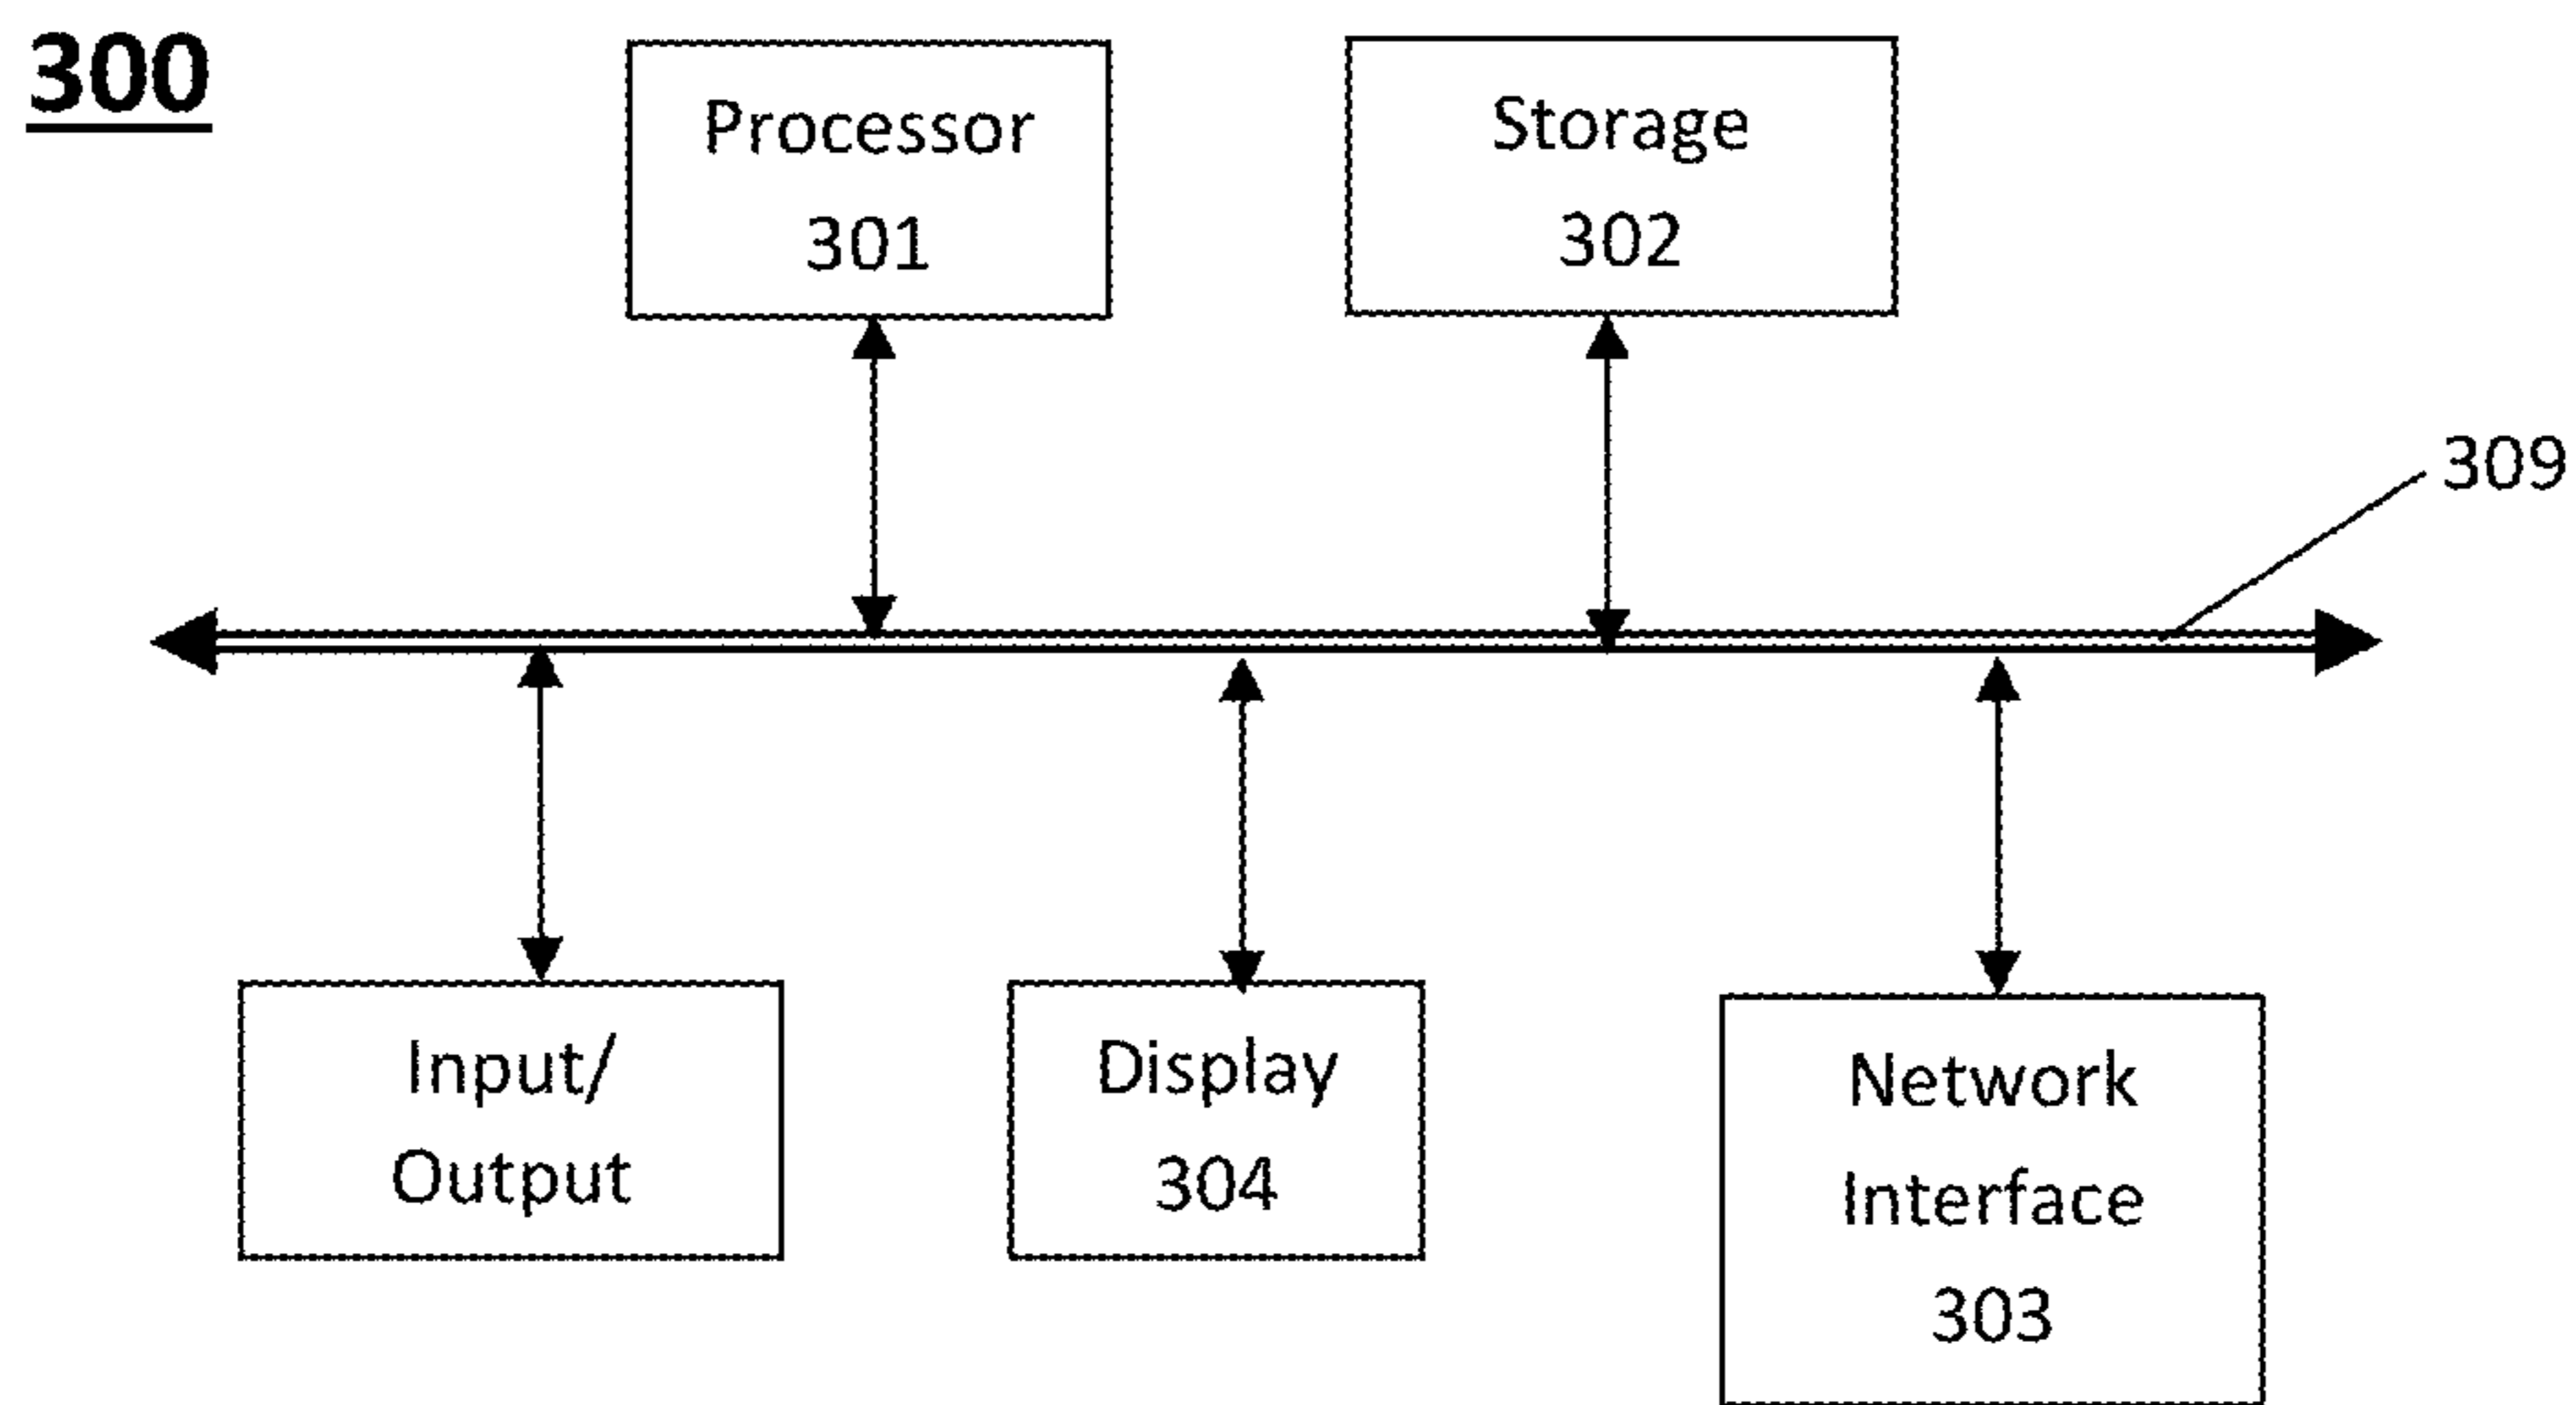 300
Processor
301
Storage
302
309
Input/
Output
Display
304
Network
Interface
303